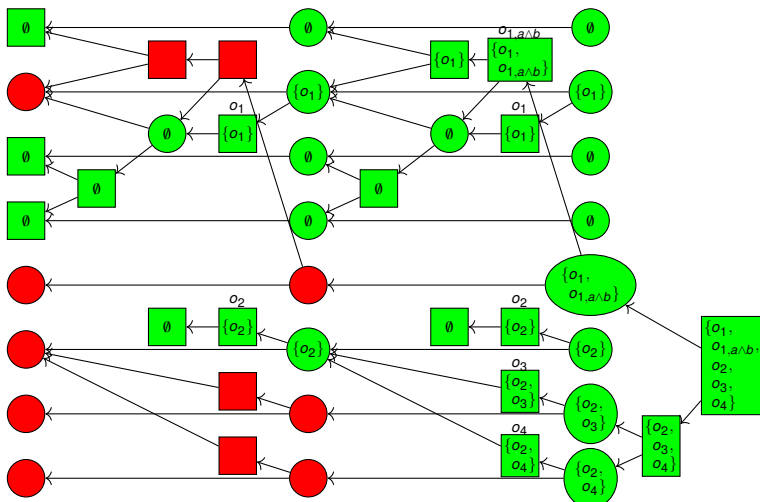 ∅ ∅ ∅
o₁,ₐ∧b
{o₁} {o₁,
o₁,ₐ∧b}
{o₁} {o₁}
o₁ o₁
∅ {o₁} ∅ {o₁}
∅ ∅ ∅
∅ ∅
∅ ∅ ∅
{o₁,
o₁,ₐ∧b}
o₂ o₂
∅ {o₂} ∅ {o₂}
{o₁,
o₁,ₐ∧b,
o₂,
o₃,
o₄}
{o₂} {o₂}
o₃
{o₂,
o₃}
{o₂,
o₃}
o₄
{o₂,
o₄}
{o₂,
o₃,
o₄}
{o₂,
o₄}